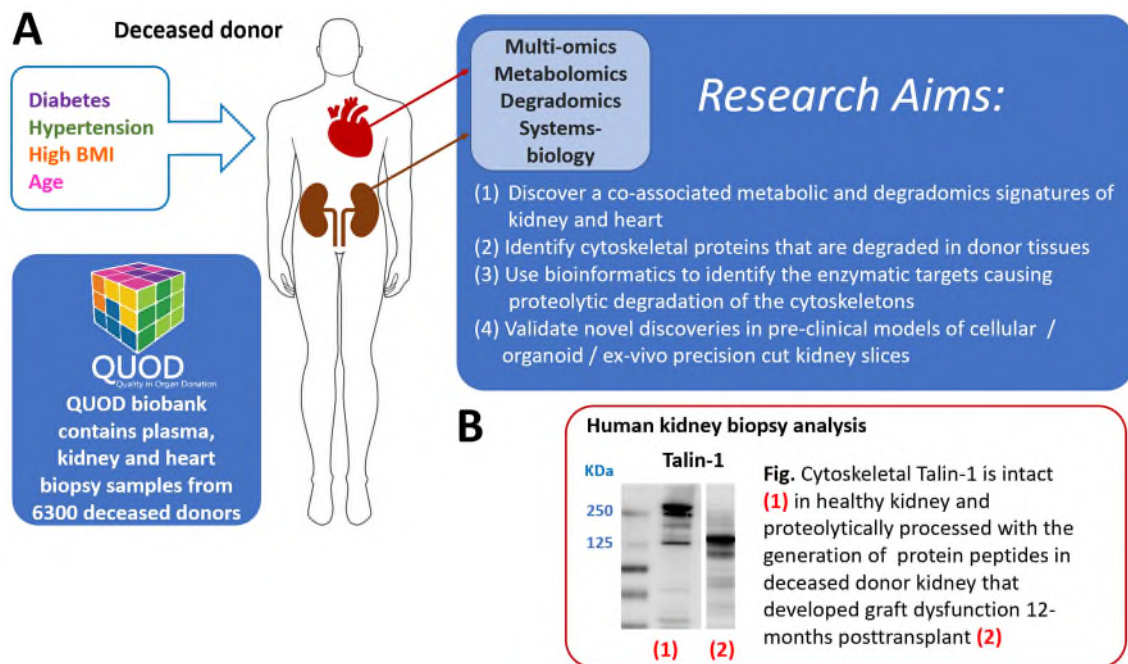 A
Deceased donor
Diabetes
Hypertension
High BMI
Age
QUOD
Quality in Organ Donation
QUOD biobank
contains plasma,
kidney and heart
biopsy samples from
6300 deceased donors
Multi-omics
Metabolomics
Degradomics
Systems-
biology
Research Aims:
(1) Discover a co-associated metabolic and degradomics signatures of
kidney and heart
(2) Identify cytoskeletal proteins that are degraded in donor tissues
(3) Use bioinformatics to identify the enzymatic targets causing
proteolytic degradation of the cytoskeletons
(4) Validate novel discoveries in pre-clinical models of cellular /
organoid / ex-vivo precision cut kidney slices
B
Human kidney biopsy analysis
Talin-1
KDa
250
125
(1) (2)
Fig. Cytoskeletal Talin-1 is intact
(1) in healthy kidney and
proteolytically processed with the
generation of protein peptides in
deceased donor kidney that
developed graft dysfunction 12-
months posttransplant (2)